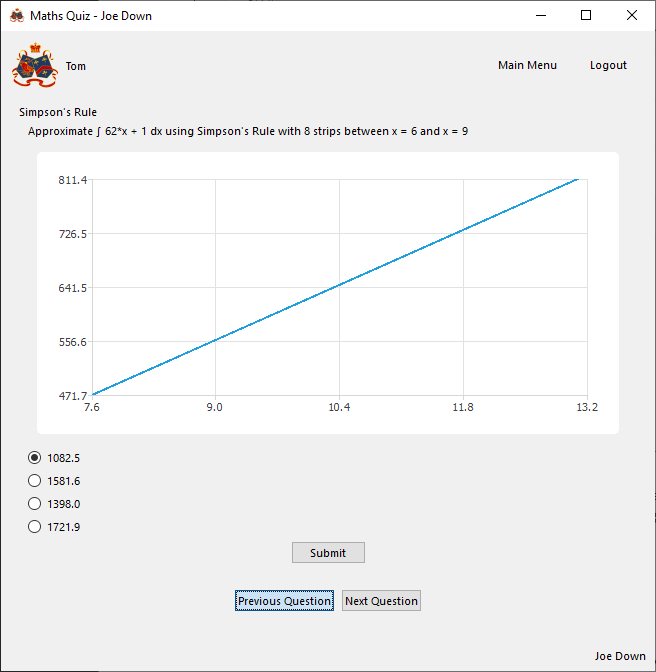 Maths Quiz - Joe Down
Tom
Main Menu
Logout
Simpson's Rule
Approximate ∫ 62*x + 1 dx using Simpson's Rule with 8 strips between x = 6 and x = 9
811.4
726.5
641.5
556.6
471.7
7.6 9.0 10.4 11.8 13.2
1082.5
1581.6
1398.0
1721.9
Submit
Previous Question Next Question
Joe Down